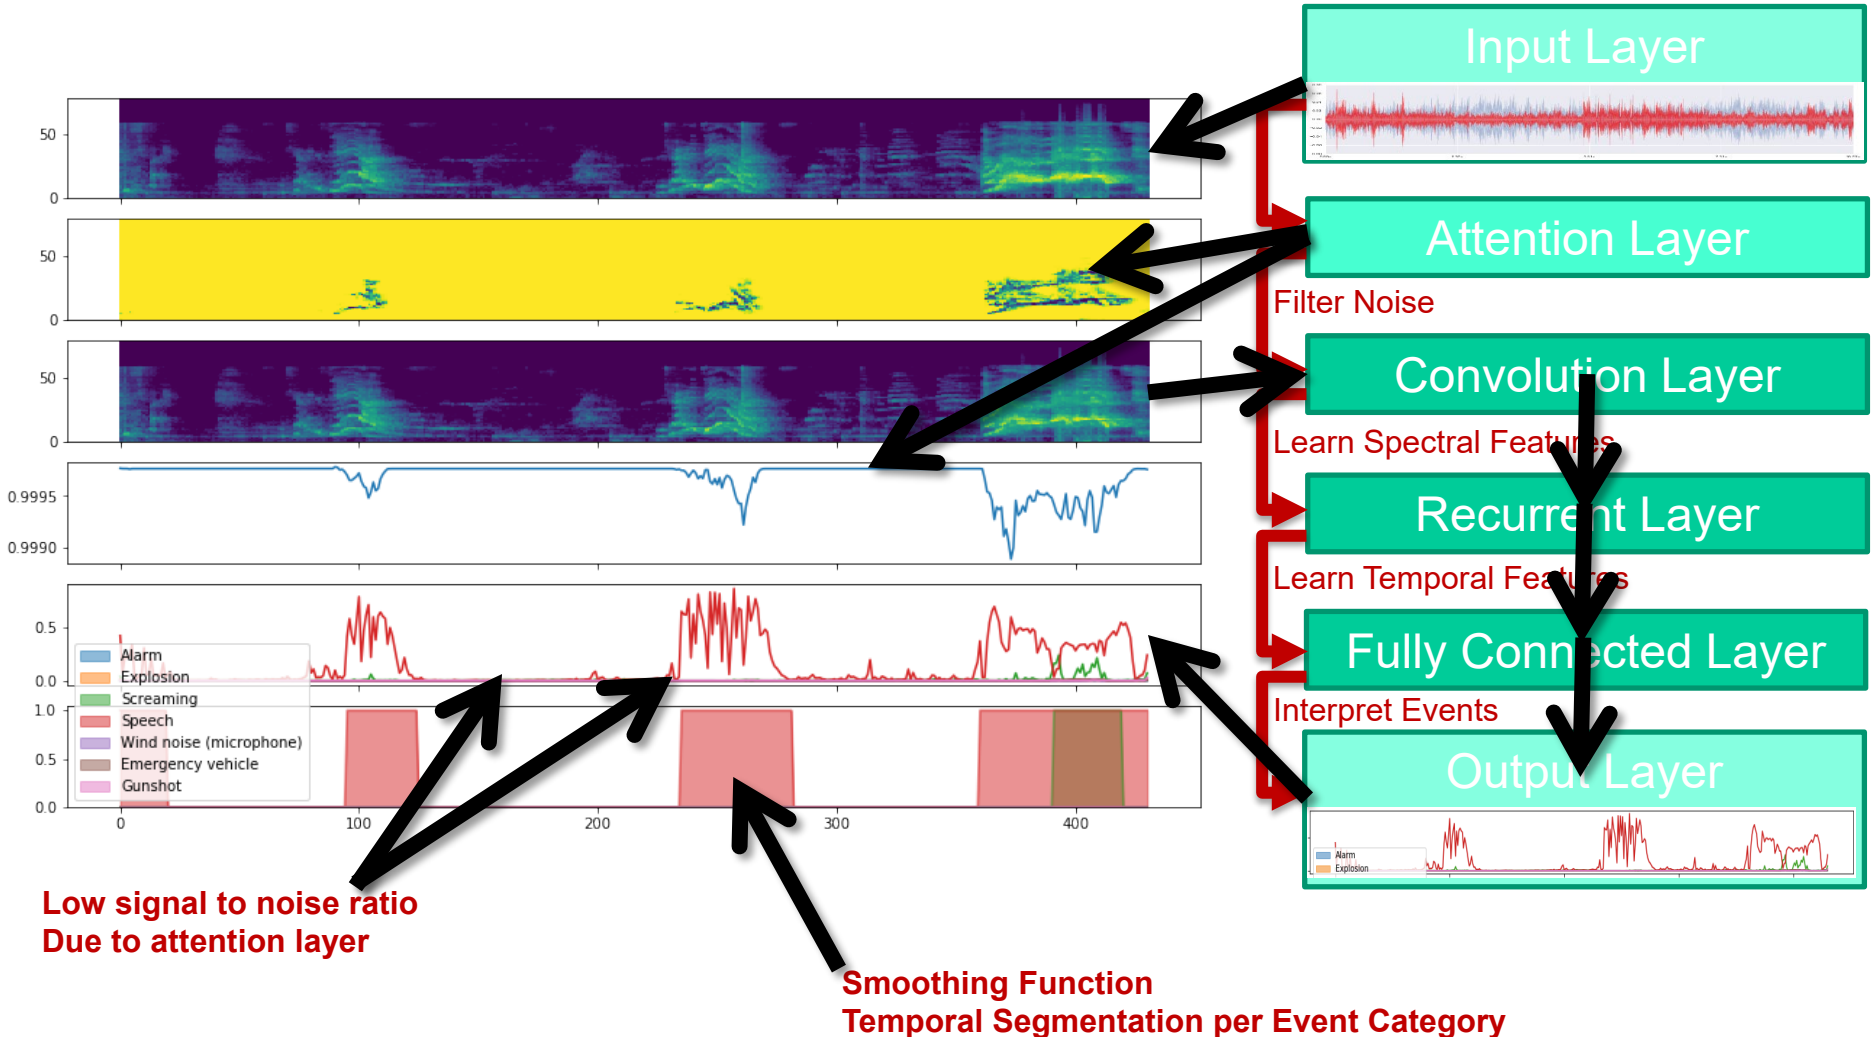 Input Layer
50
0
Attention Layer
50
0
Filter Noise
Convolution Layer
50
0
Learn Spectral Features
0.9995
0.9990
Recurrent Layer
Learn Temporal Features
0.5
0.0
Fully Connected Layer
Interpret Events
Alarm
Explosion
Screaming
Speech
Wind noise (microphone)
Emergency vehicle
Gunshot
1.0
0.5
0.0
0 100 200 300 400
Output Layer
Alarm
Explosion
Low signal to noise ratio
Due to attention layer
Smoothing Function
Temporal Segmentation per Event Category